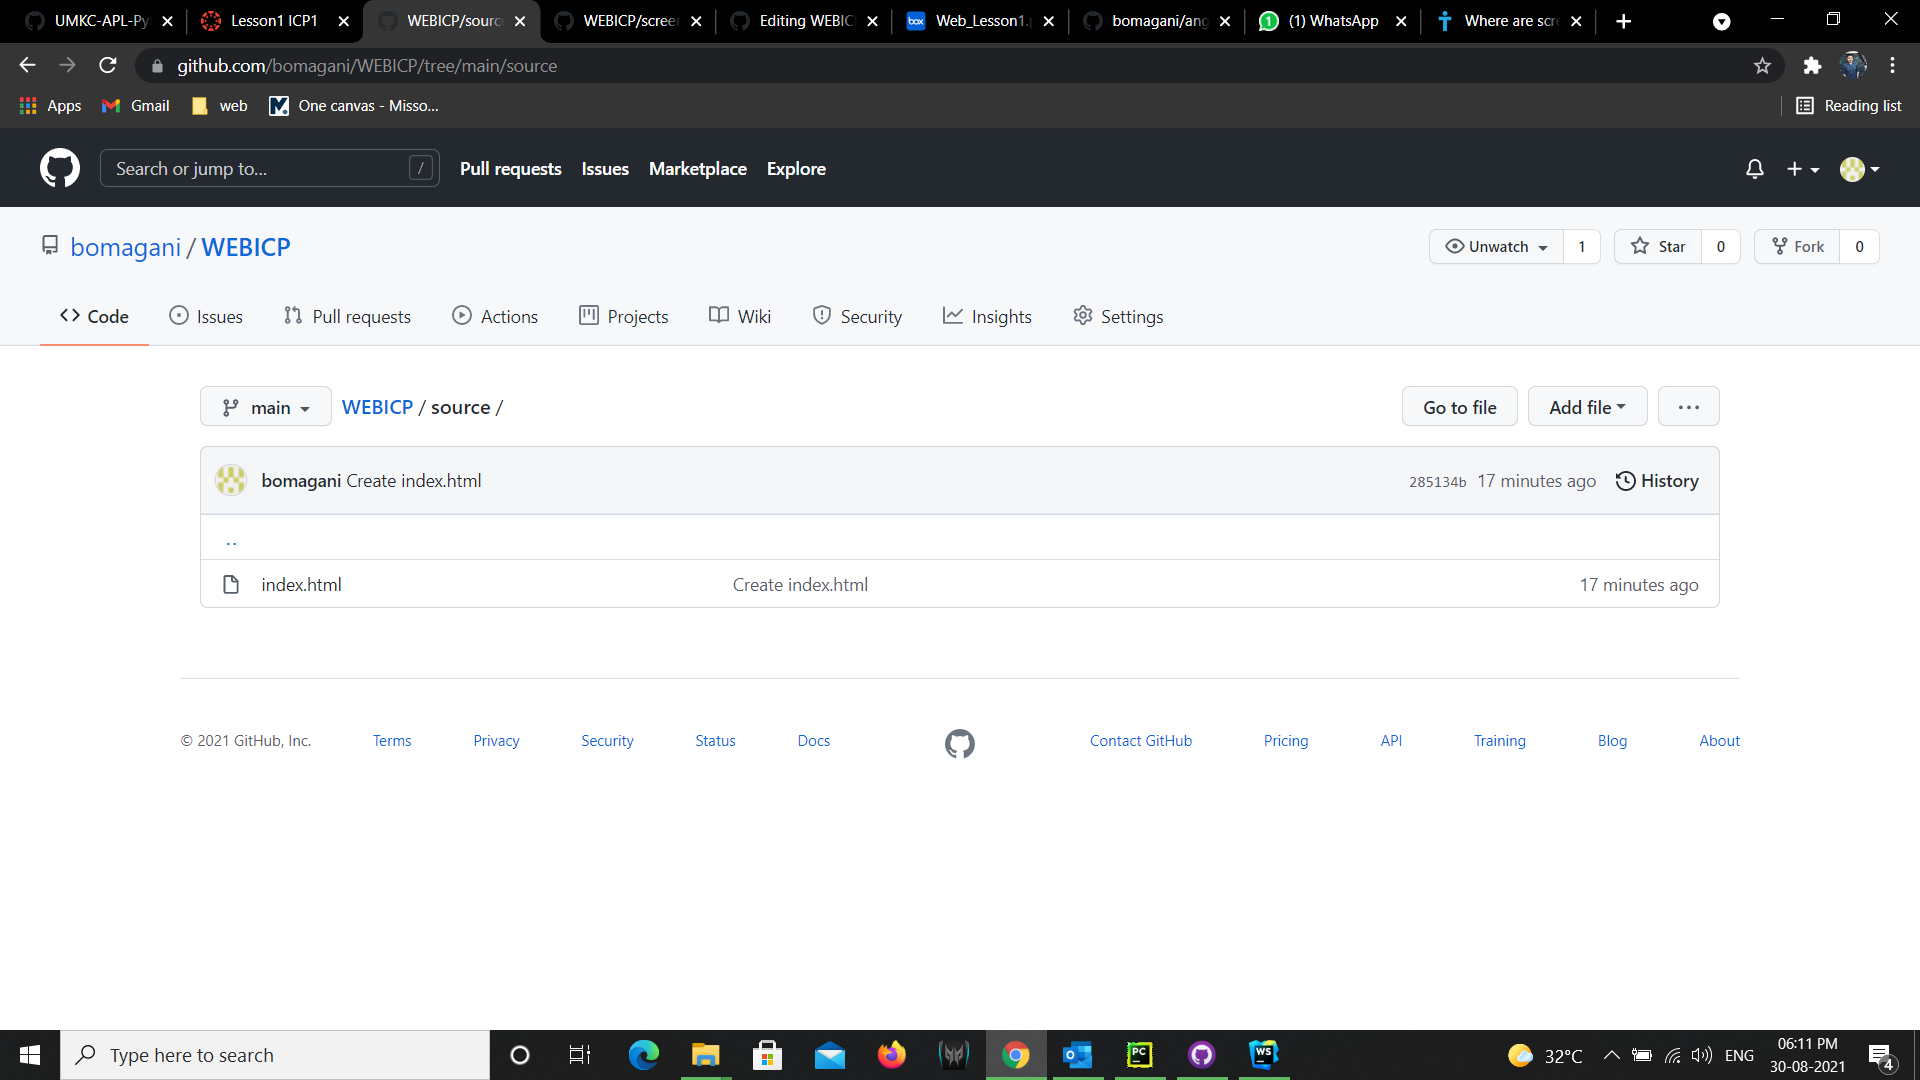 UMKC-APL-Py
Lesson1 ICP1
WEBICP/sourc
WEBICP/screen
Editing WEBIC
box
Web_Lesson1.
bomagani/ang
(1) WhatsApp
Where are scre
github.com/bomagani/WEBICP/tree/main/source
Apps
Gmail
web
One canvas - Misso...
Reading list
Search or jump to...
/
Pull requests
Issues
Marketplace
Explore
bomagani / WEBICP
Unwatch
1
Star
0
Fork
0
Code
Issues
Pull requests
Actions
Projects
Wiki
Security
Insights
Settings
main
WEBICP / source /
Go to file
Add file
...
bomagani Create index.html
285134b 17 minutes ago
History
..
index.html
Create index.html
17 minutes ago
© 2021 GitHub, Inc.
Terms
Privacy
Security
Status
Docs
Contact GitHub
Pricing
API
Training
Blog
About
Type here to search
PC
WS
32°C
ENG
06:11 PM
30-08-2021
4